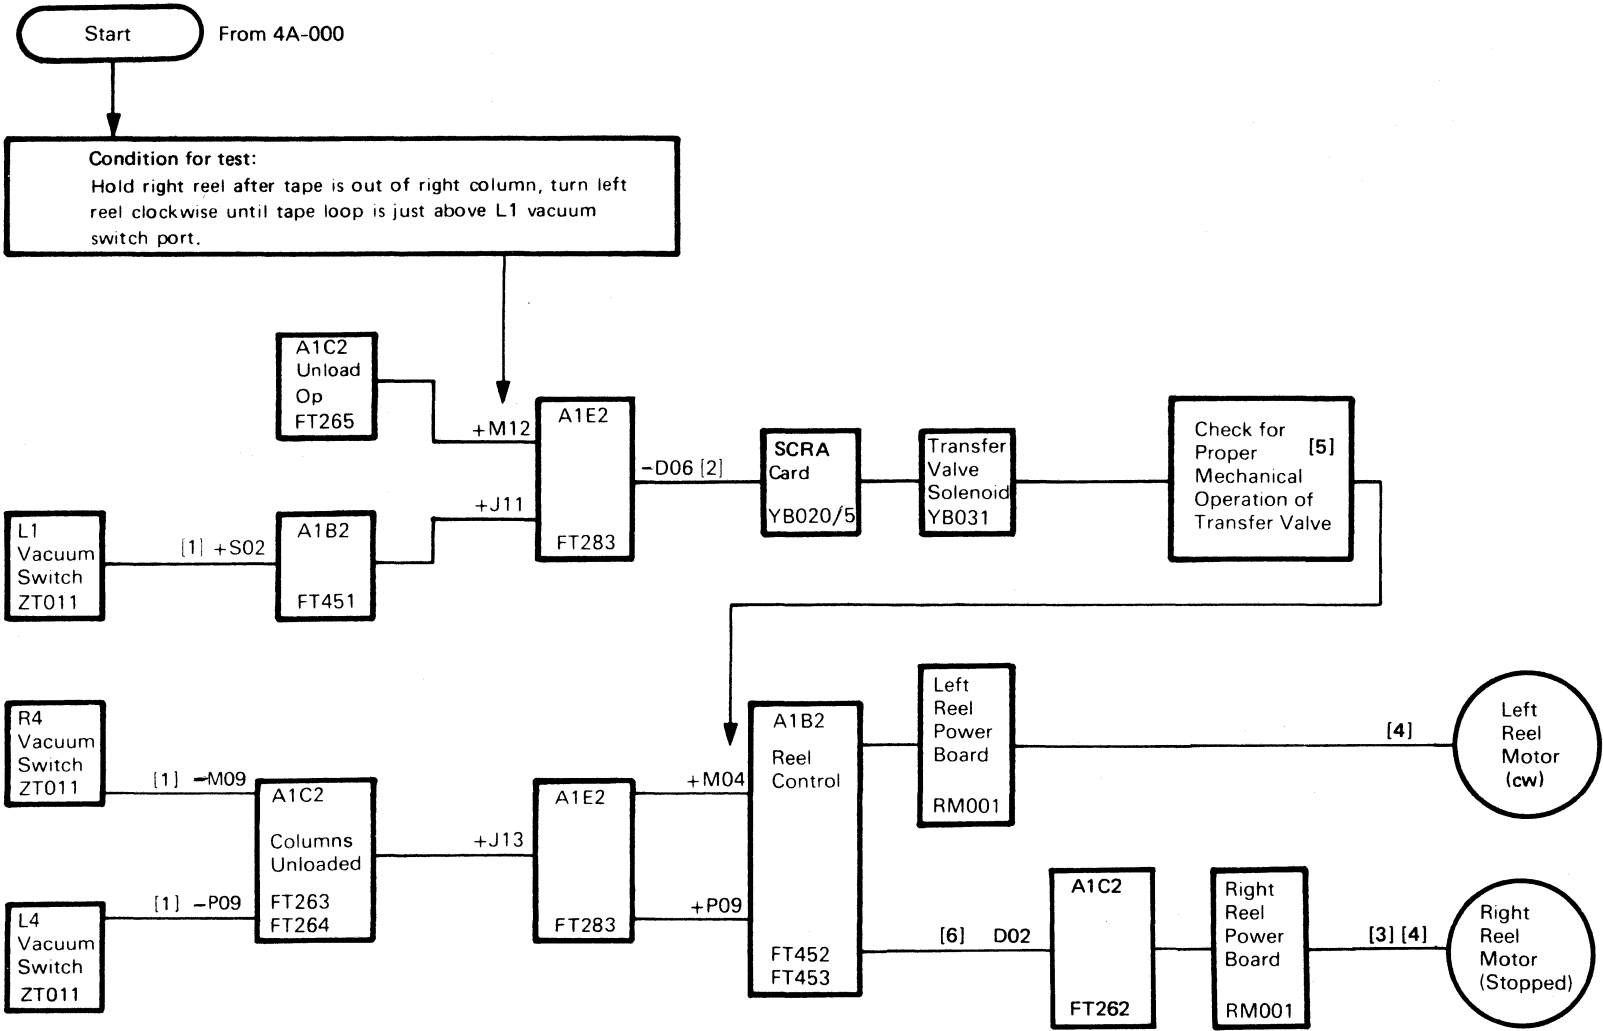 Start
From 4A-000
Condition for test:
Hold right reel after tape is out of right column, turn left
reel clockwise until tape loop is just above L1 vacuum
switch port.
A1C2
Unload
Op
FT265
+M12
A1E2
FT283
+J11
L1
Vacuum
Switch
ZT011
[1] +S02
A1B2
FT451
-D06 [2]
SCRA
Card
YB020/5
Transfer
Valve
Solenoid
YB031
Check for
Proper [5]
Mechanical
Operation of
Transfer Valve
R4
Vacuum
Switch
ZT011
[1] -M09
L4
Vacuum
Switch
ZT011
[1] -P09
A1C2
Columns
Unloaded
FT263
FT264
+J13
A1E2
FT283
+M04
+P09
A1B2
Reel
Control
FT452
FT453
Left
Reel
Power
Board
RM001
[4]
Left
Reel
Motor
(cw)
[6] D02
A1C2
FT262
Right
Reel
Power
Board
RM001
[3] [4]
Right
Reel
Motor
(Stopped)